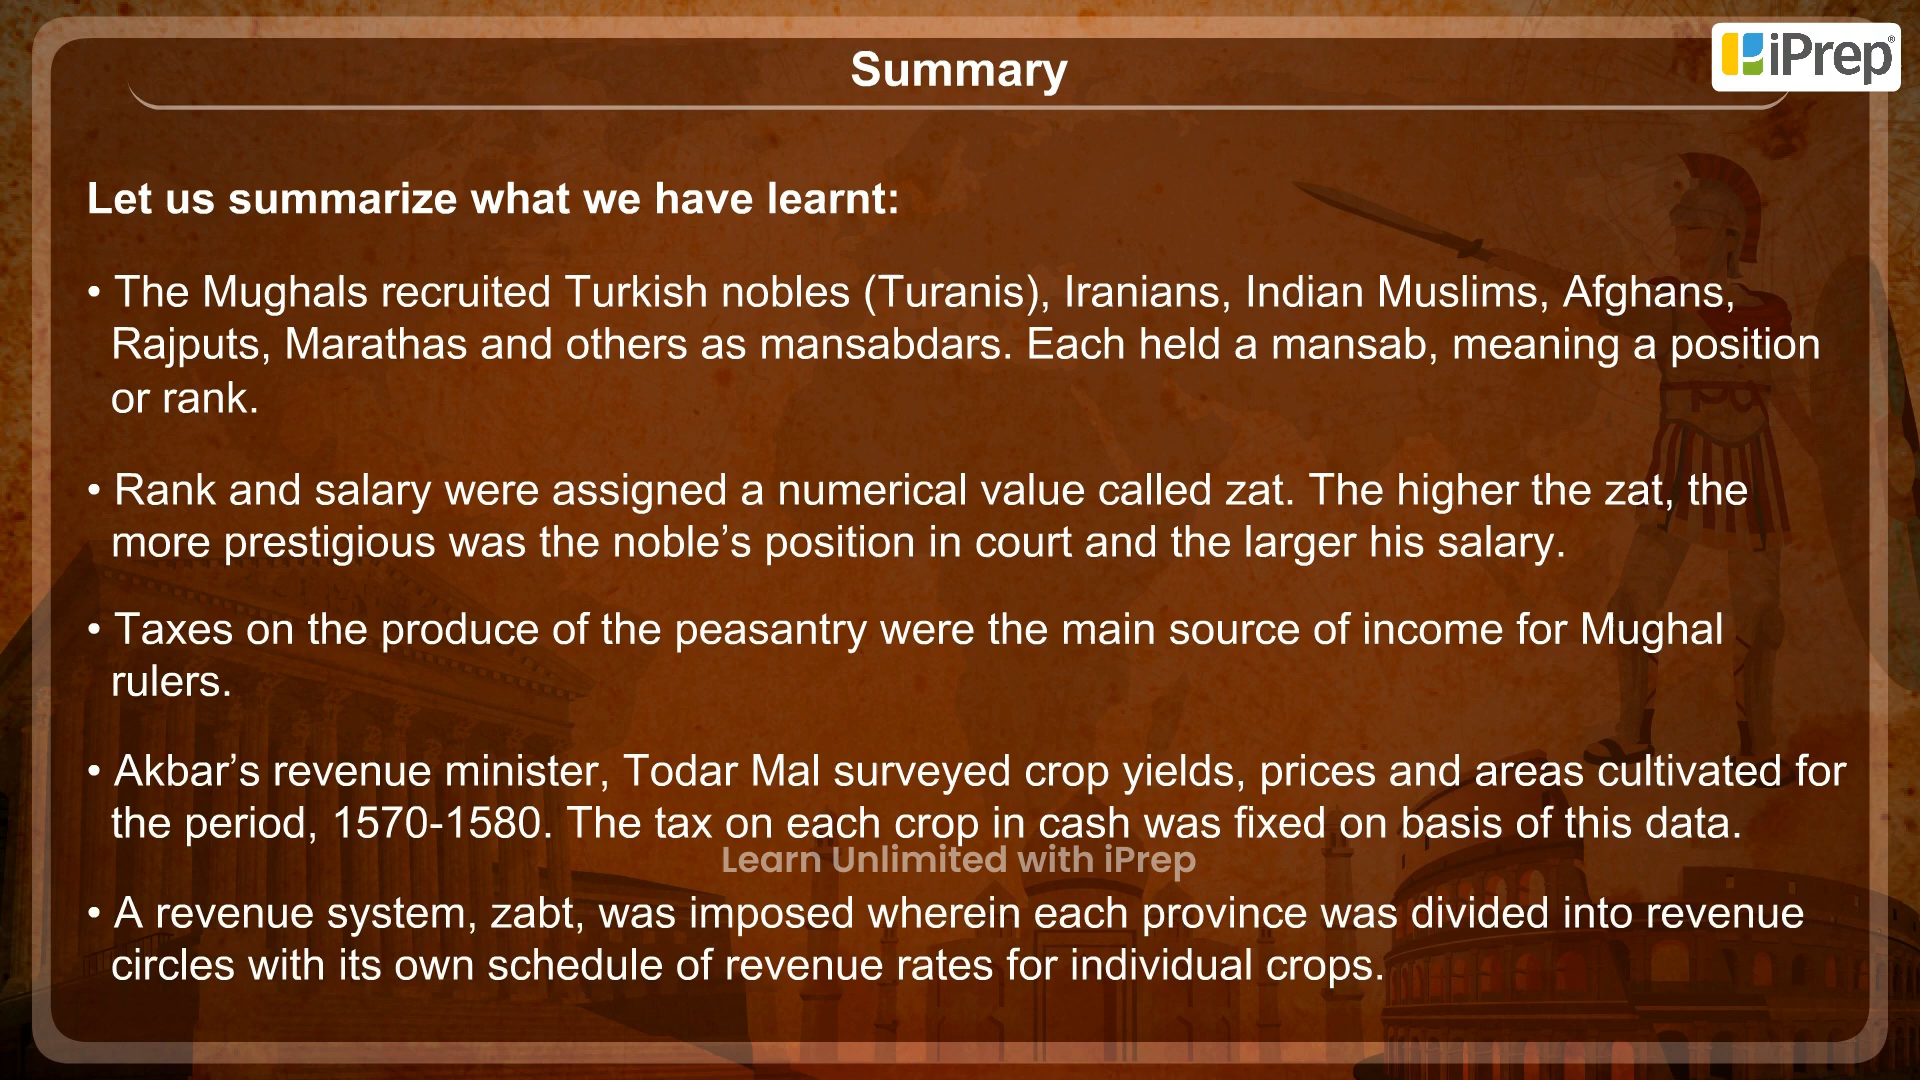 Summary
iPrep®
Let us summarize what we have learnt:
• The Mughals recruited Turkish nobles (Turanis), Iranians, Indian Muslims, Afghans,
Rajputs, Marathas and others as mansabdars. Each held a mansab, meaning a position
or rank.
• Rank and salary were assigned a numerical value called zat. The higher the zat, the
more prestigious was the noble’s position in court and the larger his salary.
• Taxes on the produce of the peasantry were the main source of income for Mughal
rulers.
• Akbar’s revenue minister, Todar Mal surveyed crop yields, prices and areas cultivated for
the period, 1570-1580. The tax on each crop in cash was fixed on basis of this data.
Learn Unlimited with iPrep
• A revenue system, zabt, was imposed wherein each province was divided into revenue
circles with its own schedule of revenue rates for individual crops.